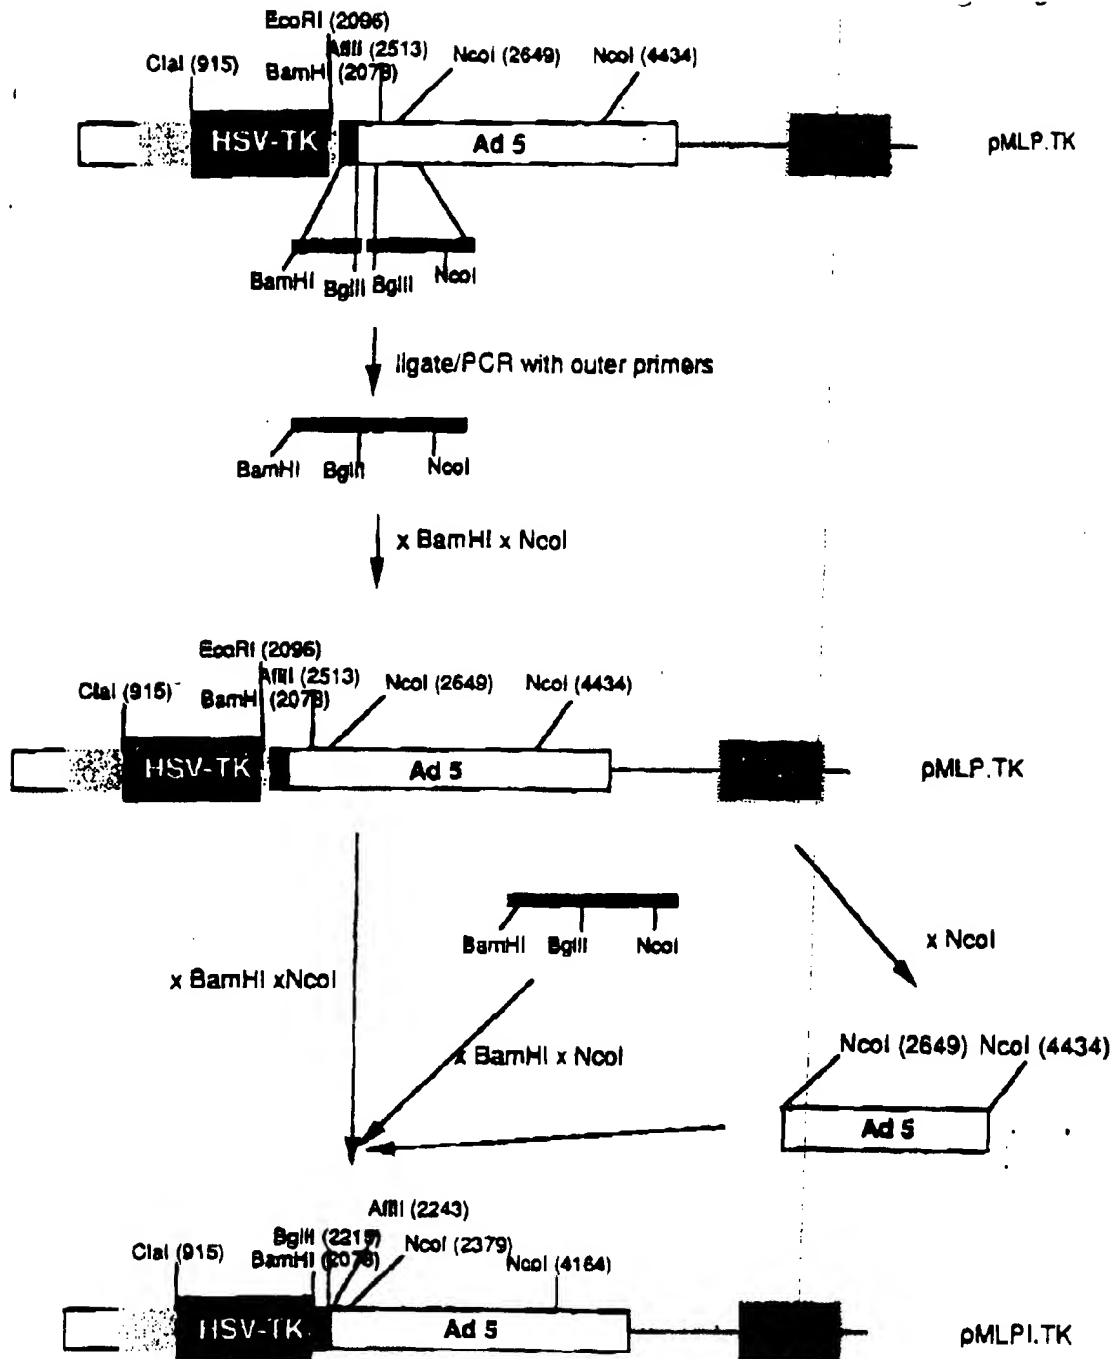 EcoRI (2096)
AflII (2513)
ClaI (915)
BamHI (2078)
NcoI (2649)
NcoI (4434)
HSV-TK
Ad 5
pMLP.TK
BamHI
BglII
BglII
NcoI
ligate/PCR with outer primers
BamHI
BglII
NcoI
x BamHI x NcoI
EcoRI (2096)
AflII (2513)
ClaI (915)
BamHI (2078)
NcoI (2649)
NcoI (4434)
HSV-TK
Ad 5
pMLP.TK
BamHI
BglII
NcoI
x NcoI
x BamHI xNcoI
x BamHI x NcoI
NcoI (2649) NcoI (4434)
Ad 5
AflII (2243)
BglII (2219)
ClaI (915)
BamHI (2078)
NcoI (2379)
NcoI (4164)
HSV-TK
Ad 5
pMLPI.TK